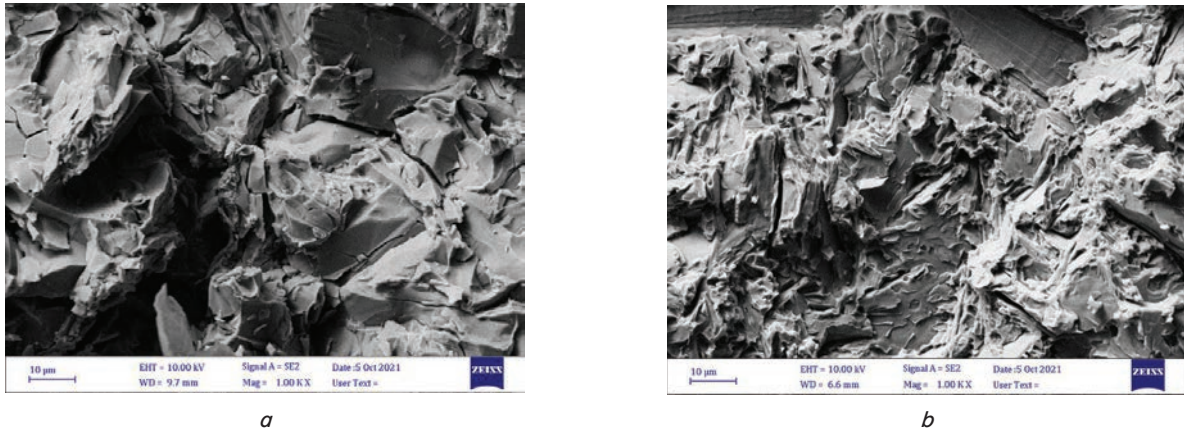 10 µm
EHT = 10.00 kV Signal A = SE2 Date :5 Oct 2021
WD = 9.7 mm Mag = 1.00 K X User Text =
ZEISS
a
10 µm
EHT = 10.00 kV Signal A = SE2 Date :5 Oct 2021
WD = 6.6 mm Mag = 1.00 K X User Text =
ZEISS
b